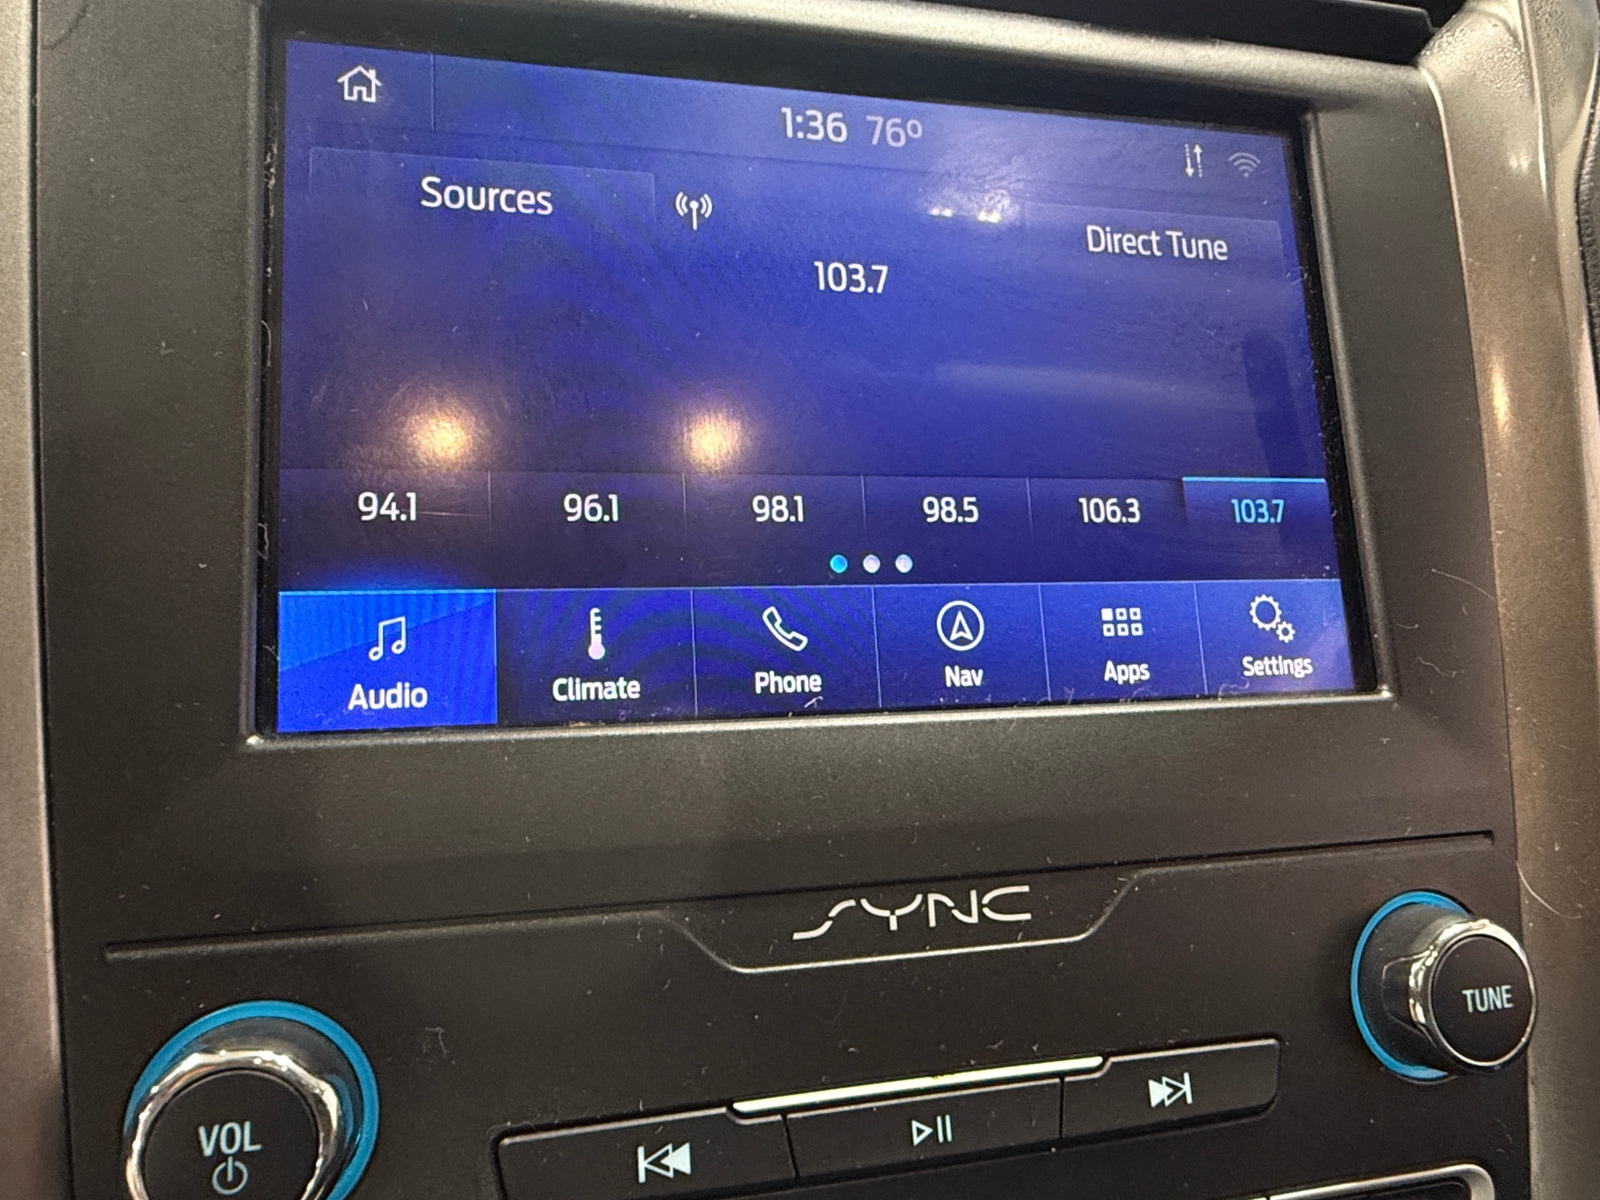 1:36 76°
Sources
Direct Tune
103.7
94.1 96.1 98.1 98.5 106.3 103.7
Audio Climate Phone Nav Apps Settings
SYNC
TUNE
VOL